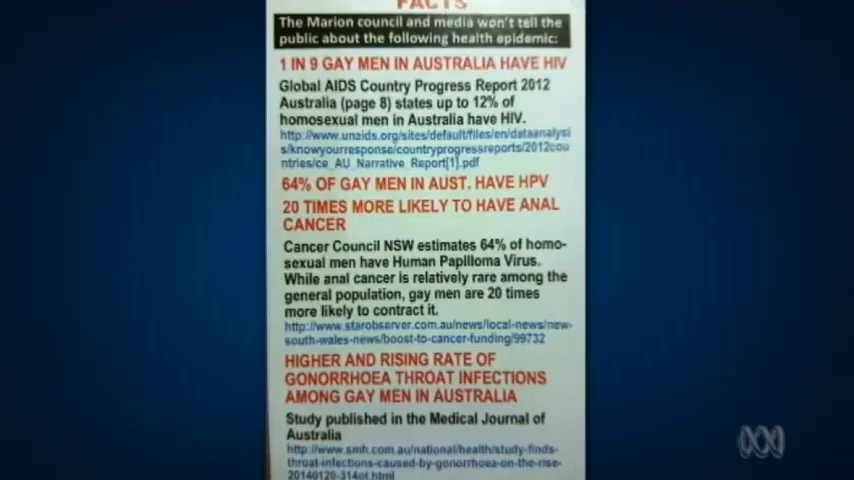 FACTS
The Marion council and media won't tell the
public about the following health epidemic:
1 IN 9 GAY MEN IN AUSTRALIA HAVE HIV
Global AIDS Country Progress Report 2012
Australia (page 8) states up to 12% of
homosexual men in Australia have HIV.
http://www.unaids.org/sites/default/files/en/dataanalysi
s/knowyourresponse/countryprogressreports/2012cou
ntries/ce_AU_Narrative_Report[1].pdf
64% OF GAY MEN IN AUST. HAVE HPV
20 TIMES MORE LIKELY TO HAVE ANAL
CANCER
Cancer Council NSW estimates 64% of homo-
sexual men have Human Papilloma Virus.
While anal cancer is relatively rare among the
general population, gay men are 20 times
more likely to contract it.
http://www.starobserver.com.au/news/local-news/new-
south-wales-news/boost-to-cancer-funding/99732
HIGHER AND RISING RATE OF
GONORRHOEA THROAT INFECTIONS
AMONG GAY MEN IN AUSTRALIA
Study published in the Medical Journal of
Australia
http://www.smh.com.au/national/health/study-finds-
throat-infections-caused-by-gonorrhoea-on-the-rise-